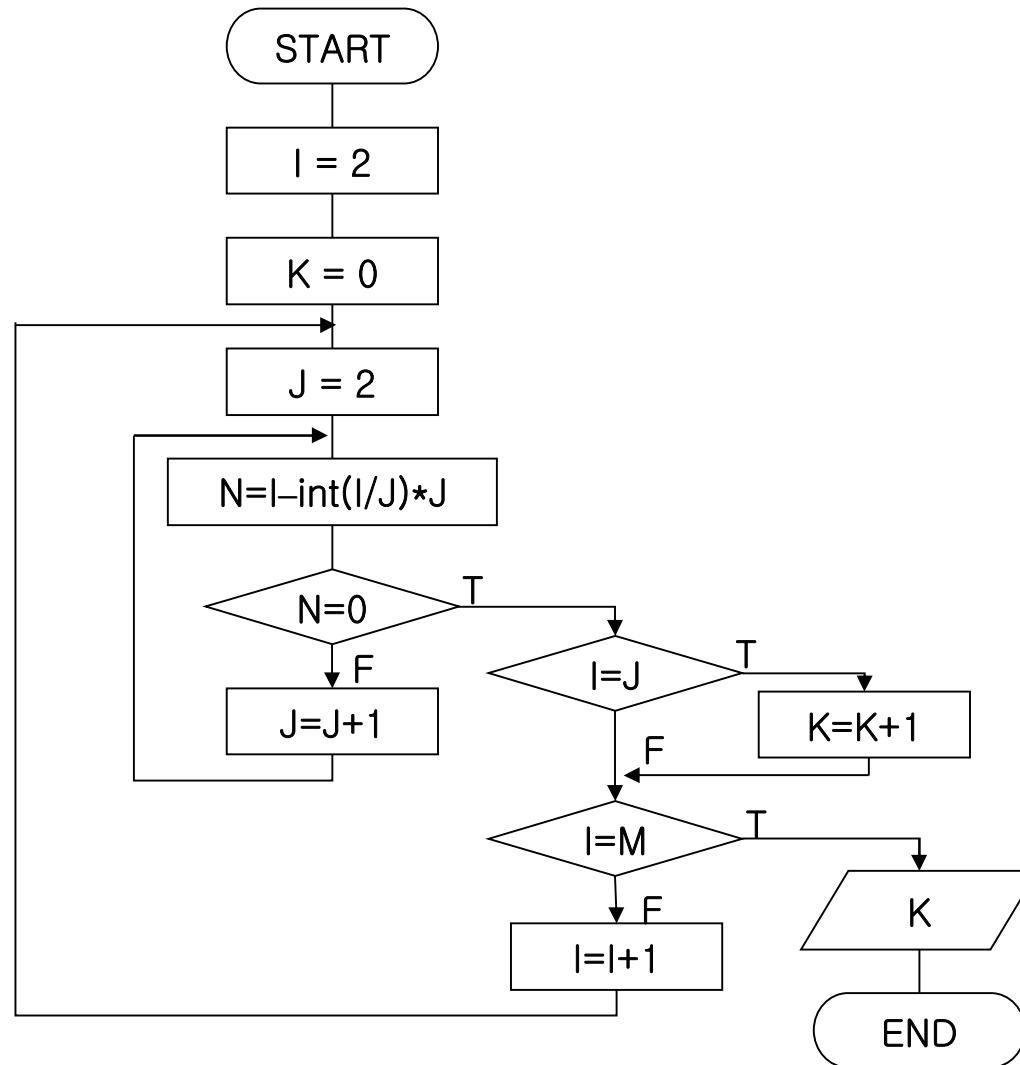 START
I = 2
K = 0
J = 2
N=I–int(I/J)*J
N=0
T
F
J=J+1
I=J
T
K=K+1
F
I=M
T
K
F
I=I+1
END